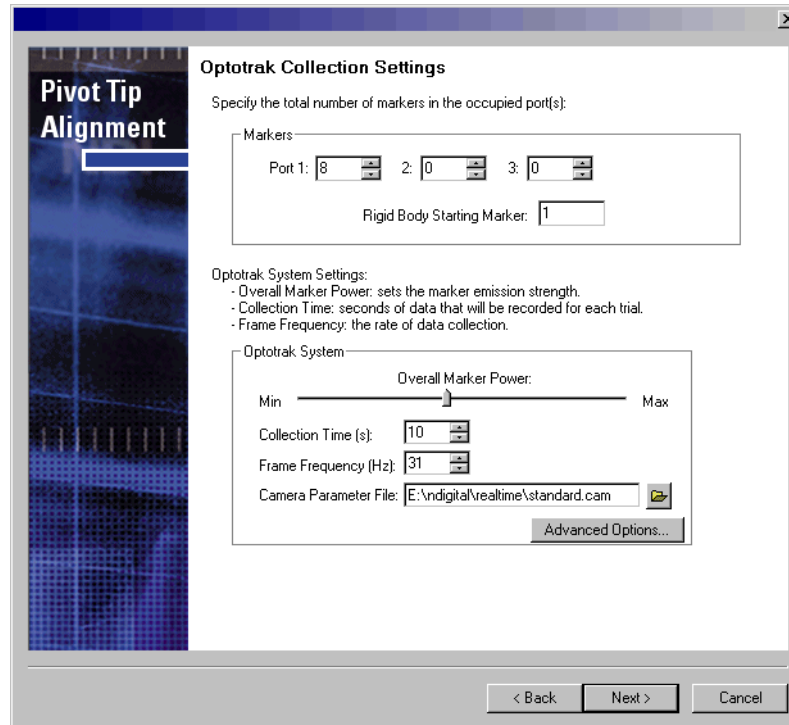 Pivot Tip
Alignment
Optotrak Collection Settings
Specify the total number of markers in the occupied port(s):
Markers
Port 1: 8 2: 0 3: 0
Rigid Body Starting Marker: 1
Optotrak System Settings:
- Overall Marker Power: sets the marker emission strength.
- Collection Time: seconds of data that will be recorded for each trial.
- Frame Frequency: the rate of data collection.
Optotrak System
Overall Marker Power:
Min Max
Collection Time (s): 10
Frame Frequency (Hz): 31
Camera Parameter File: E:\ndigital\realtime\standard.cam
Advanced Options...
< Back Next > Cancel